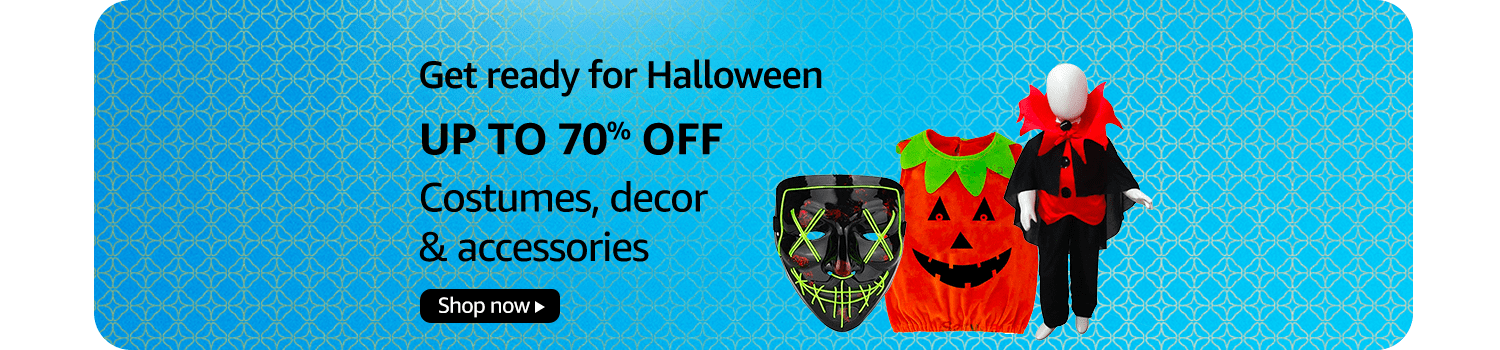 Get ready for Halloween
UP TO 70% OFF
Costumes, decor
& accessories
Shop now